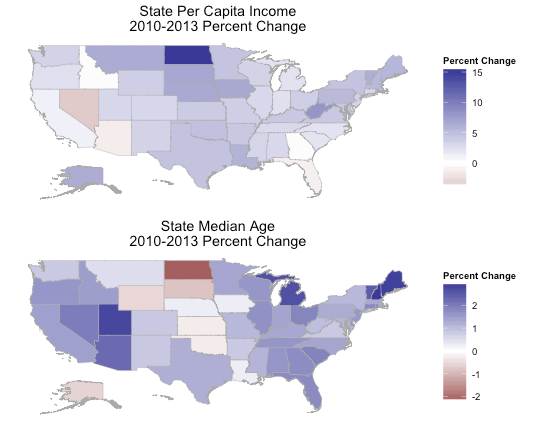 State Per Capita Income
2010-2013 Percent Change
Percent Change
15
10
5
0
State Median Age
2010-2013 Percent Change
Percent Change
2
1
0
-1
-2